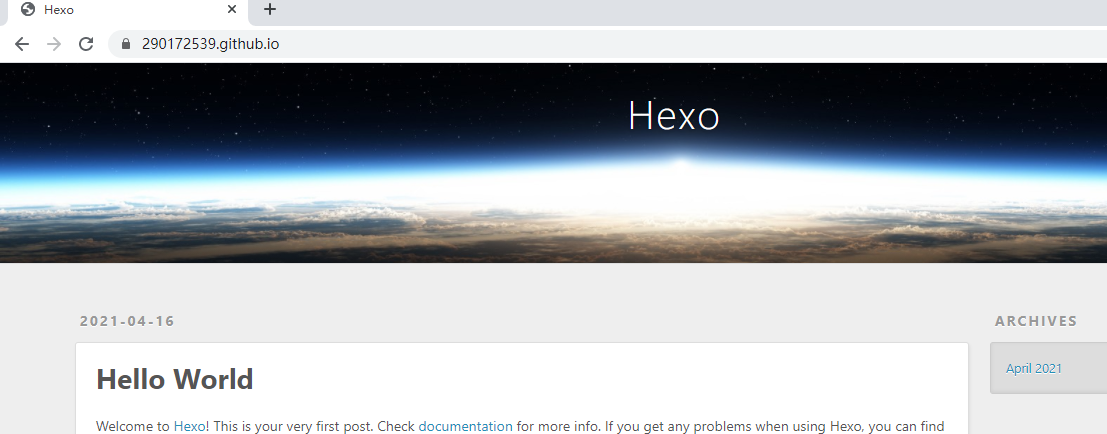 Hexo
290172539.github.io
Hexo
2021-04-16
ARCHIVES
Hello World
April 2021
Welcome to Hexo! This is your very first post. Check documentation for more info. If you get any problems when using Hexo, you can find